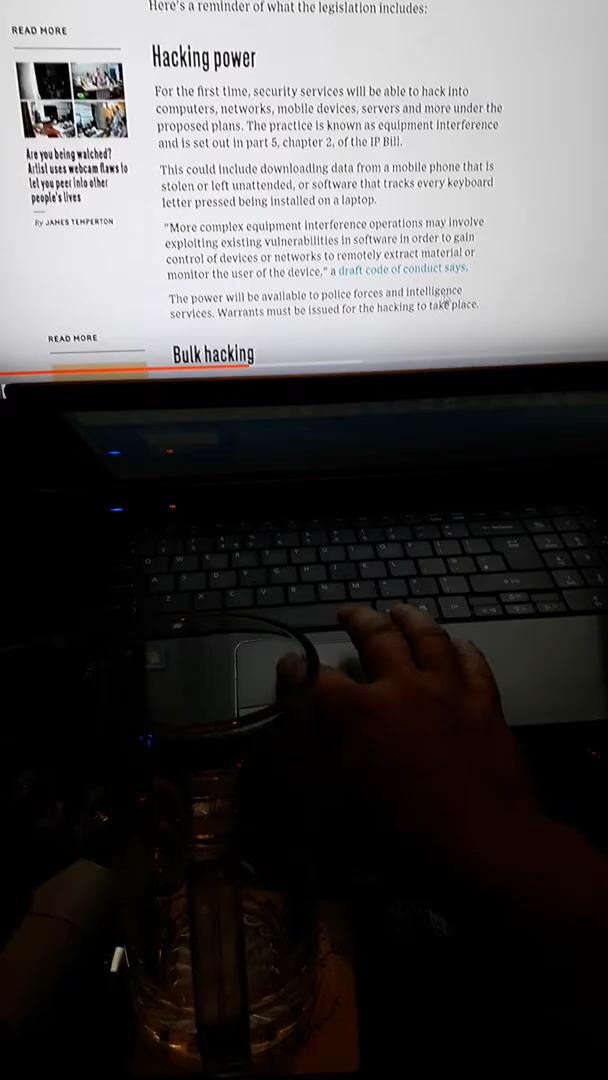 Here's a reminder of what the legislation includes:
READ MORE
Are you being watched?
Artist uses webcam flaws to
let you peer into other
people's lives
By JAMES TEMPERTON
Hacking power
For the first time, security services will be able to hack into
computers, networks, mobile devices, servers and more under the
proposed plans. The practice is known as equipment interference
and is set out in part 5, chapter 2, of the IP Bill.
This could include downloading data from a mobile phone that is
stolen or left unattended, or software that tracks every keyboard
letter pressed being installed on a laptop.
"More complex equipment interference operations may involve
exploiting existing vulnerabilities in software in order to gain
control of devices or networks to remotely extract material or
monitor the user of the device," a draft code of conduct says.
The power will be available to police forces and intelligence
services. Warrants must be issued for the hacking to take place.
READ MORE
Bulk hacking